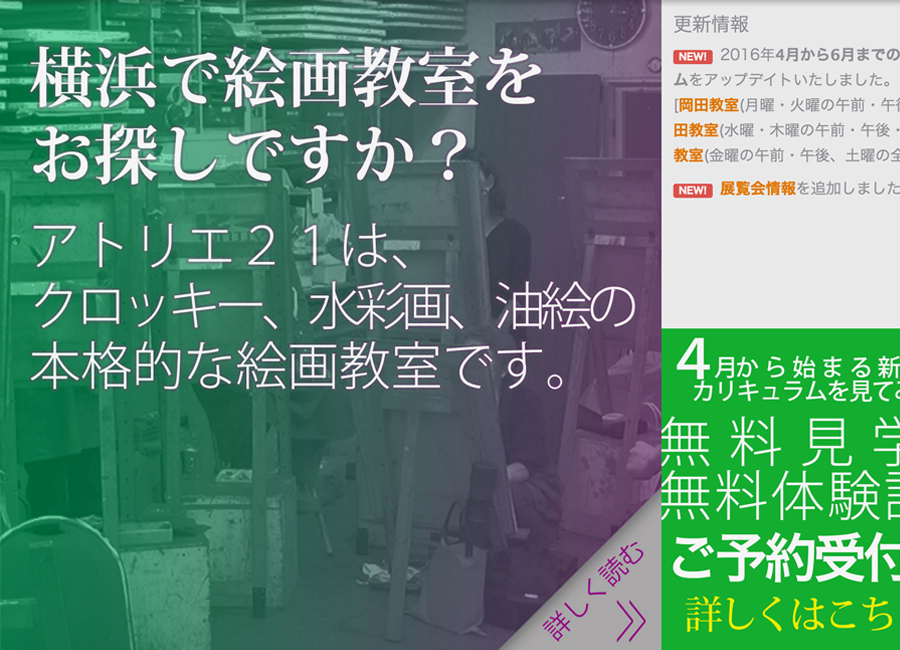 横浜で絵画教室を
お探しですか？
アトリエ２１は、
クロッキー、水彩画、油絵の
本格的な絵画教室です。
詳しく読む
更新情報
NEW! 2016年4月から6月までの
ムをアップデイトいたしました。
[岡田教室(月曜・火曜の午前・午後
田教室(水曜・木曜の午前・午後・
教室(金曜の午前・午後、土曜の全
NEW! 展覧会情報を追加しました
4月から始まる新
カリキュラムを見てみ
無料見学
無料体験
ご予約受付
詳しくはこち